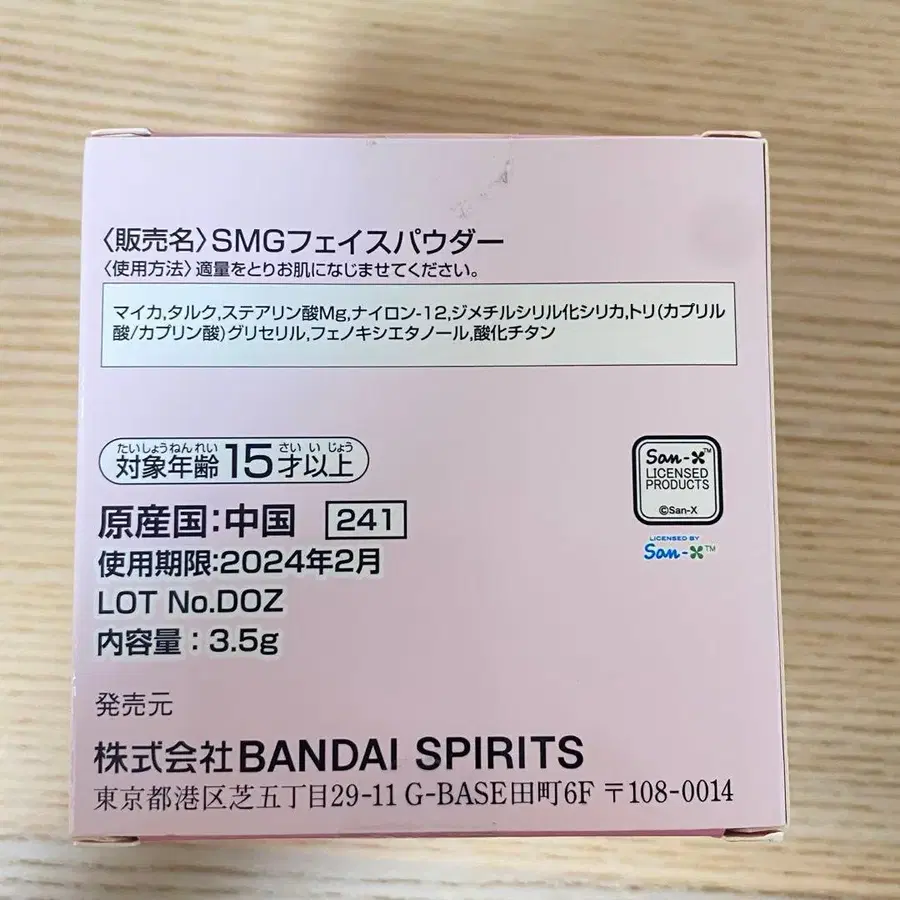 〈販売名〉SMGフェイスパウダー
〈使用方法〉適量をとりお肌になじませてください。
マイカ,タルク,ステアリン酸Mg,ナイロン-12,ジメチルシリル化シリカ,トリ(カプリル
酸/カプリン酸)グリセリル,フェノキシエタノール,酸化チタン
たいしょうねんれい さいいじょう
対象年齢15才以上
原産国:中国 241
使用期限:2024年2月
LOT No.DOZ
内容量:3.5g
San-X™
LICENSED
PRODUCTS
©San-X
LICENSED BY
San-X™
発売元
株式会社BANDAI SPIRITS
東京都港区芝五丁目29-11 G-BASE田町6F 〒108-0014